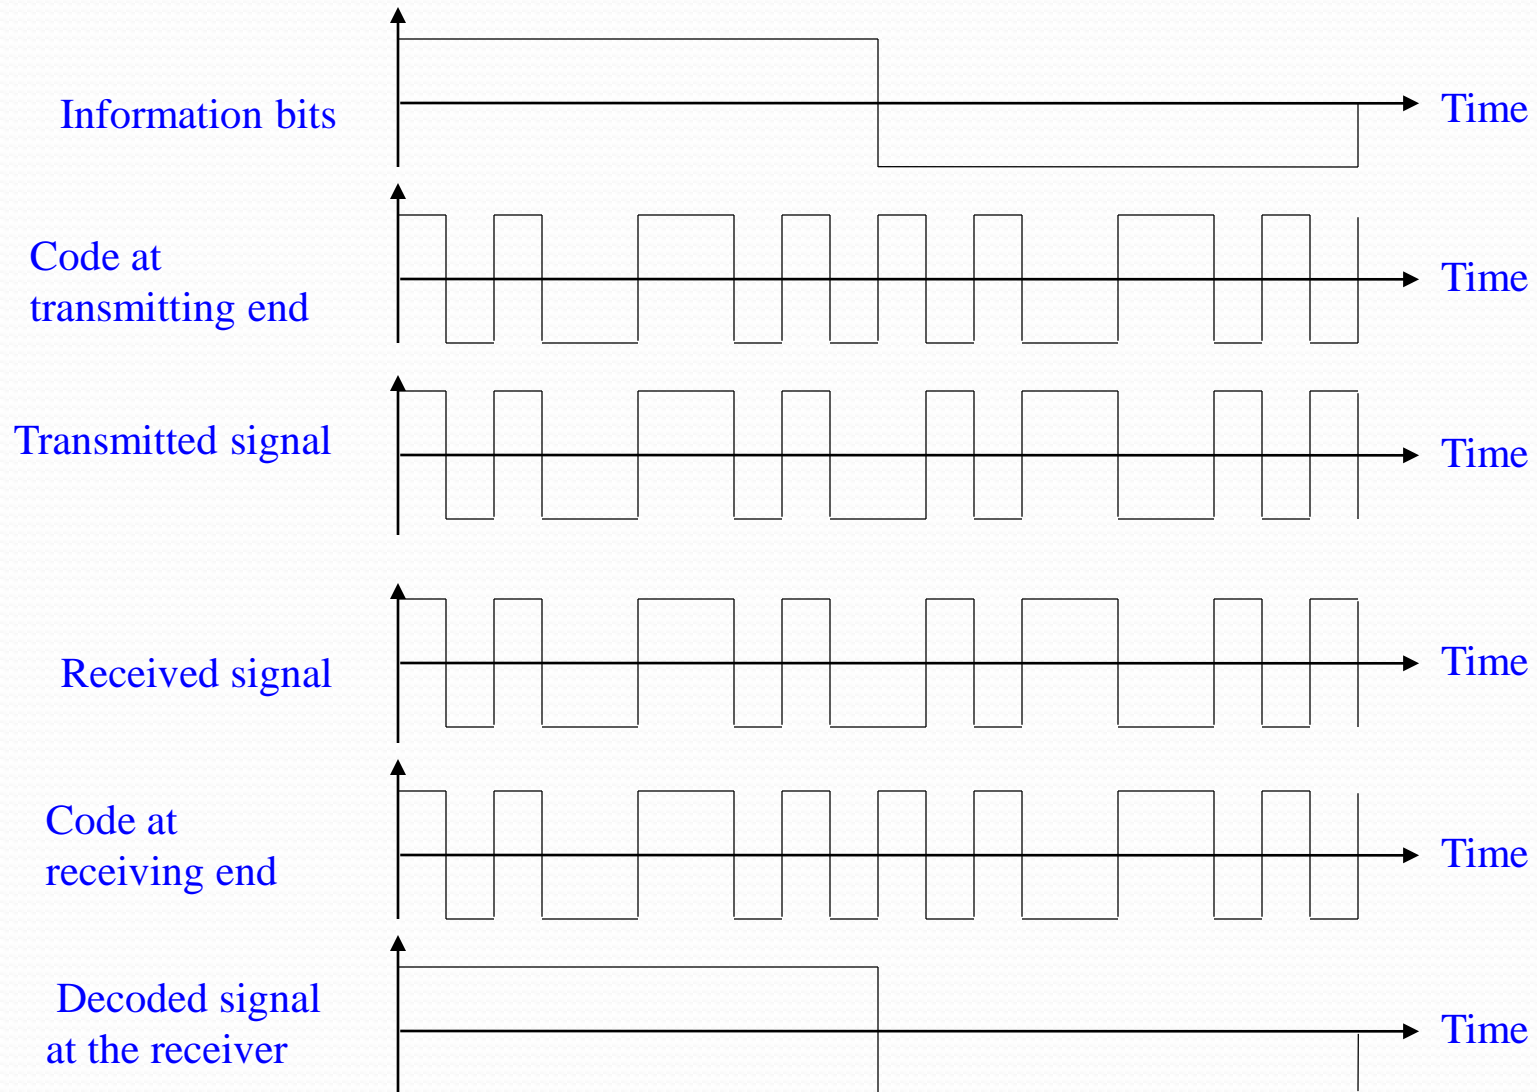 Information bits
Time
Code at
transmitting end
Time
Transmitted signal
Time
Received signal
Time
Code at
receiving end
Time
Decoded signal
at the receiver
Time